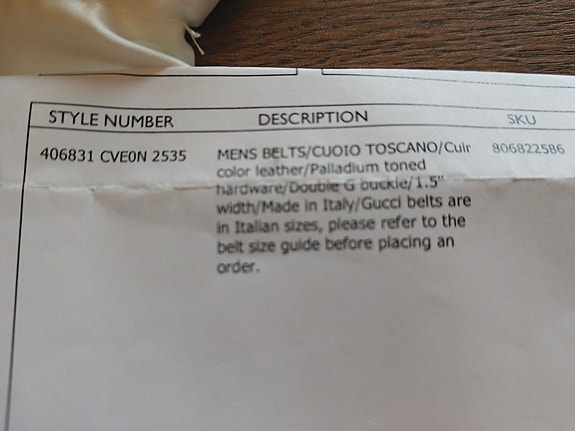 STYLE NUMBER DESCRIPTION SKU
406831 CVE0N 2535 MENS BELTS/CUOIO TOSCANO/Cuir 806822586
color leather/Palladium toned
hardware/Double G buckle/1.5"
width/Made in Italy/Gucci belts are
in Italian sizes, please refer to the
belt size guide before placing an
order.